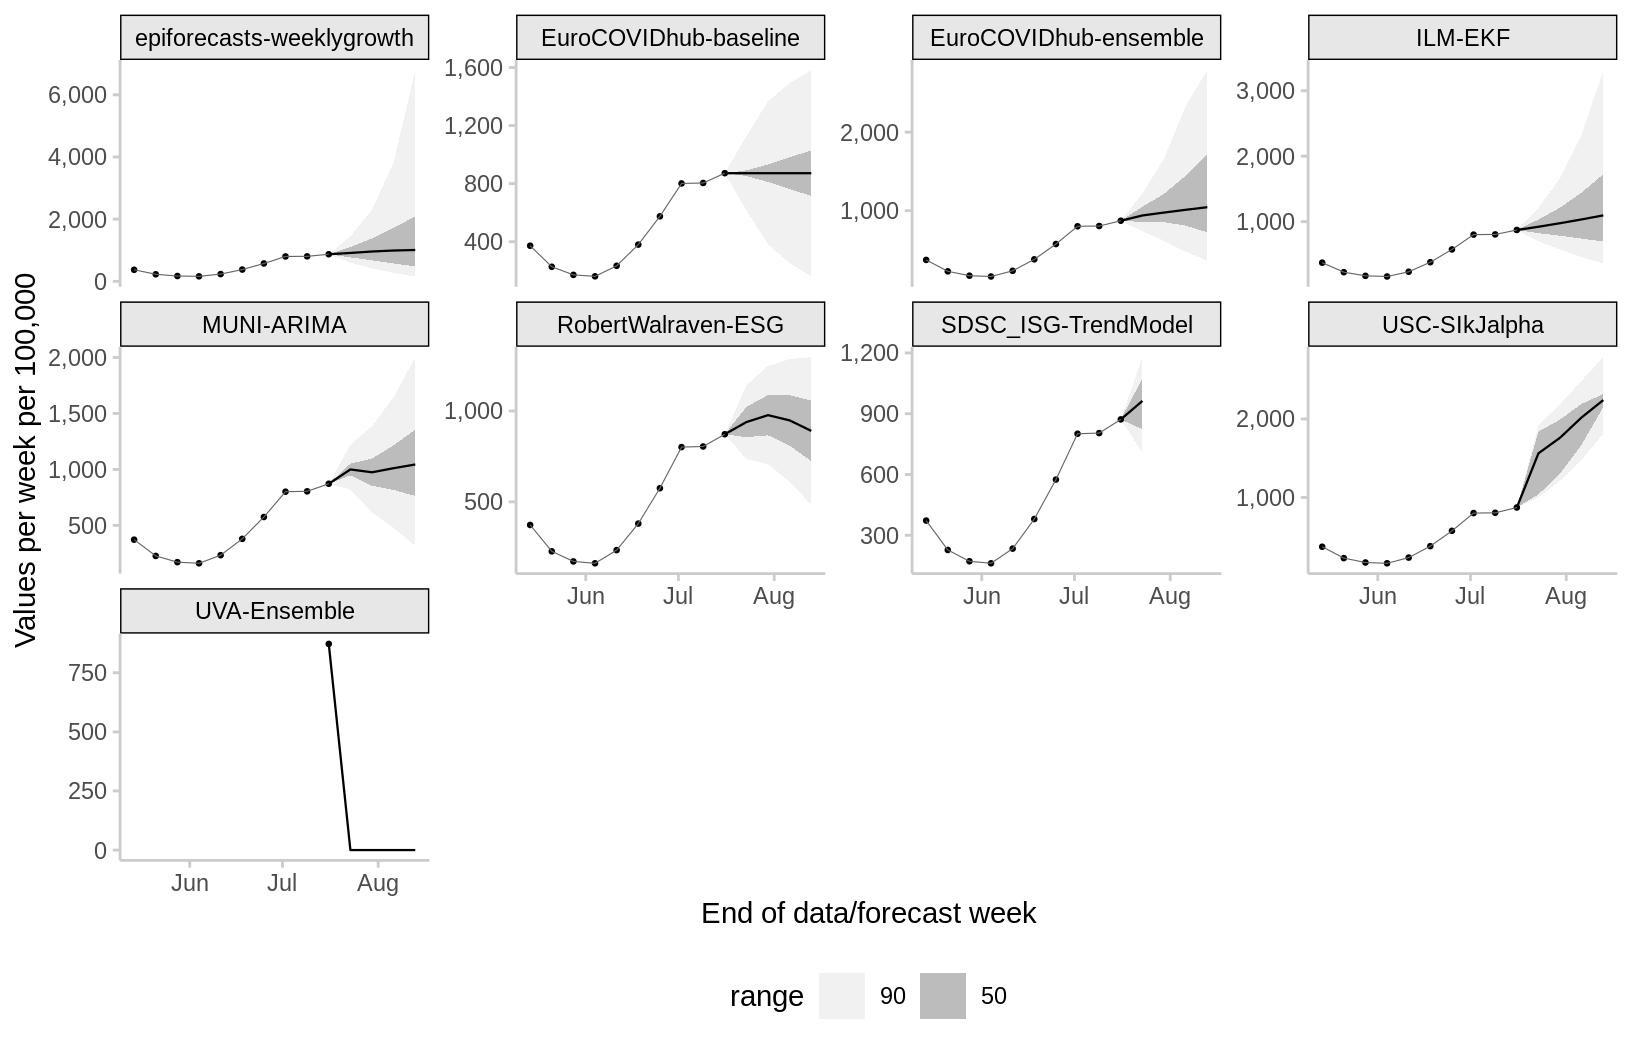 epiforecasts-weeklygrowth
EuroCOVIDhub-baseline
EuroCOVIDhub-ensemble
ILM-EKF
6,000
4,000
2,000
0
1,600
1,200
800
400
2,000
1,000
3,000
2,000
1,000
Values per week per 100,000
MUNI-ARIMA
RobertWalraven-ESG
SDSC_ISG-TrendModel
USC-SIkJalpha
2,000
1,500
1,000
500
1,000
500
1,200
900
600
300
2,000
1,000
Jun Jul Aug
Jun Jul Aug
Jun Jul Aug
UVA-Ensemble
750
500
250
0
Jun Jul Aug
End of data/forecast week
range 90 50